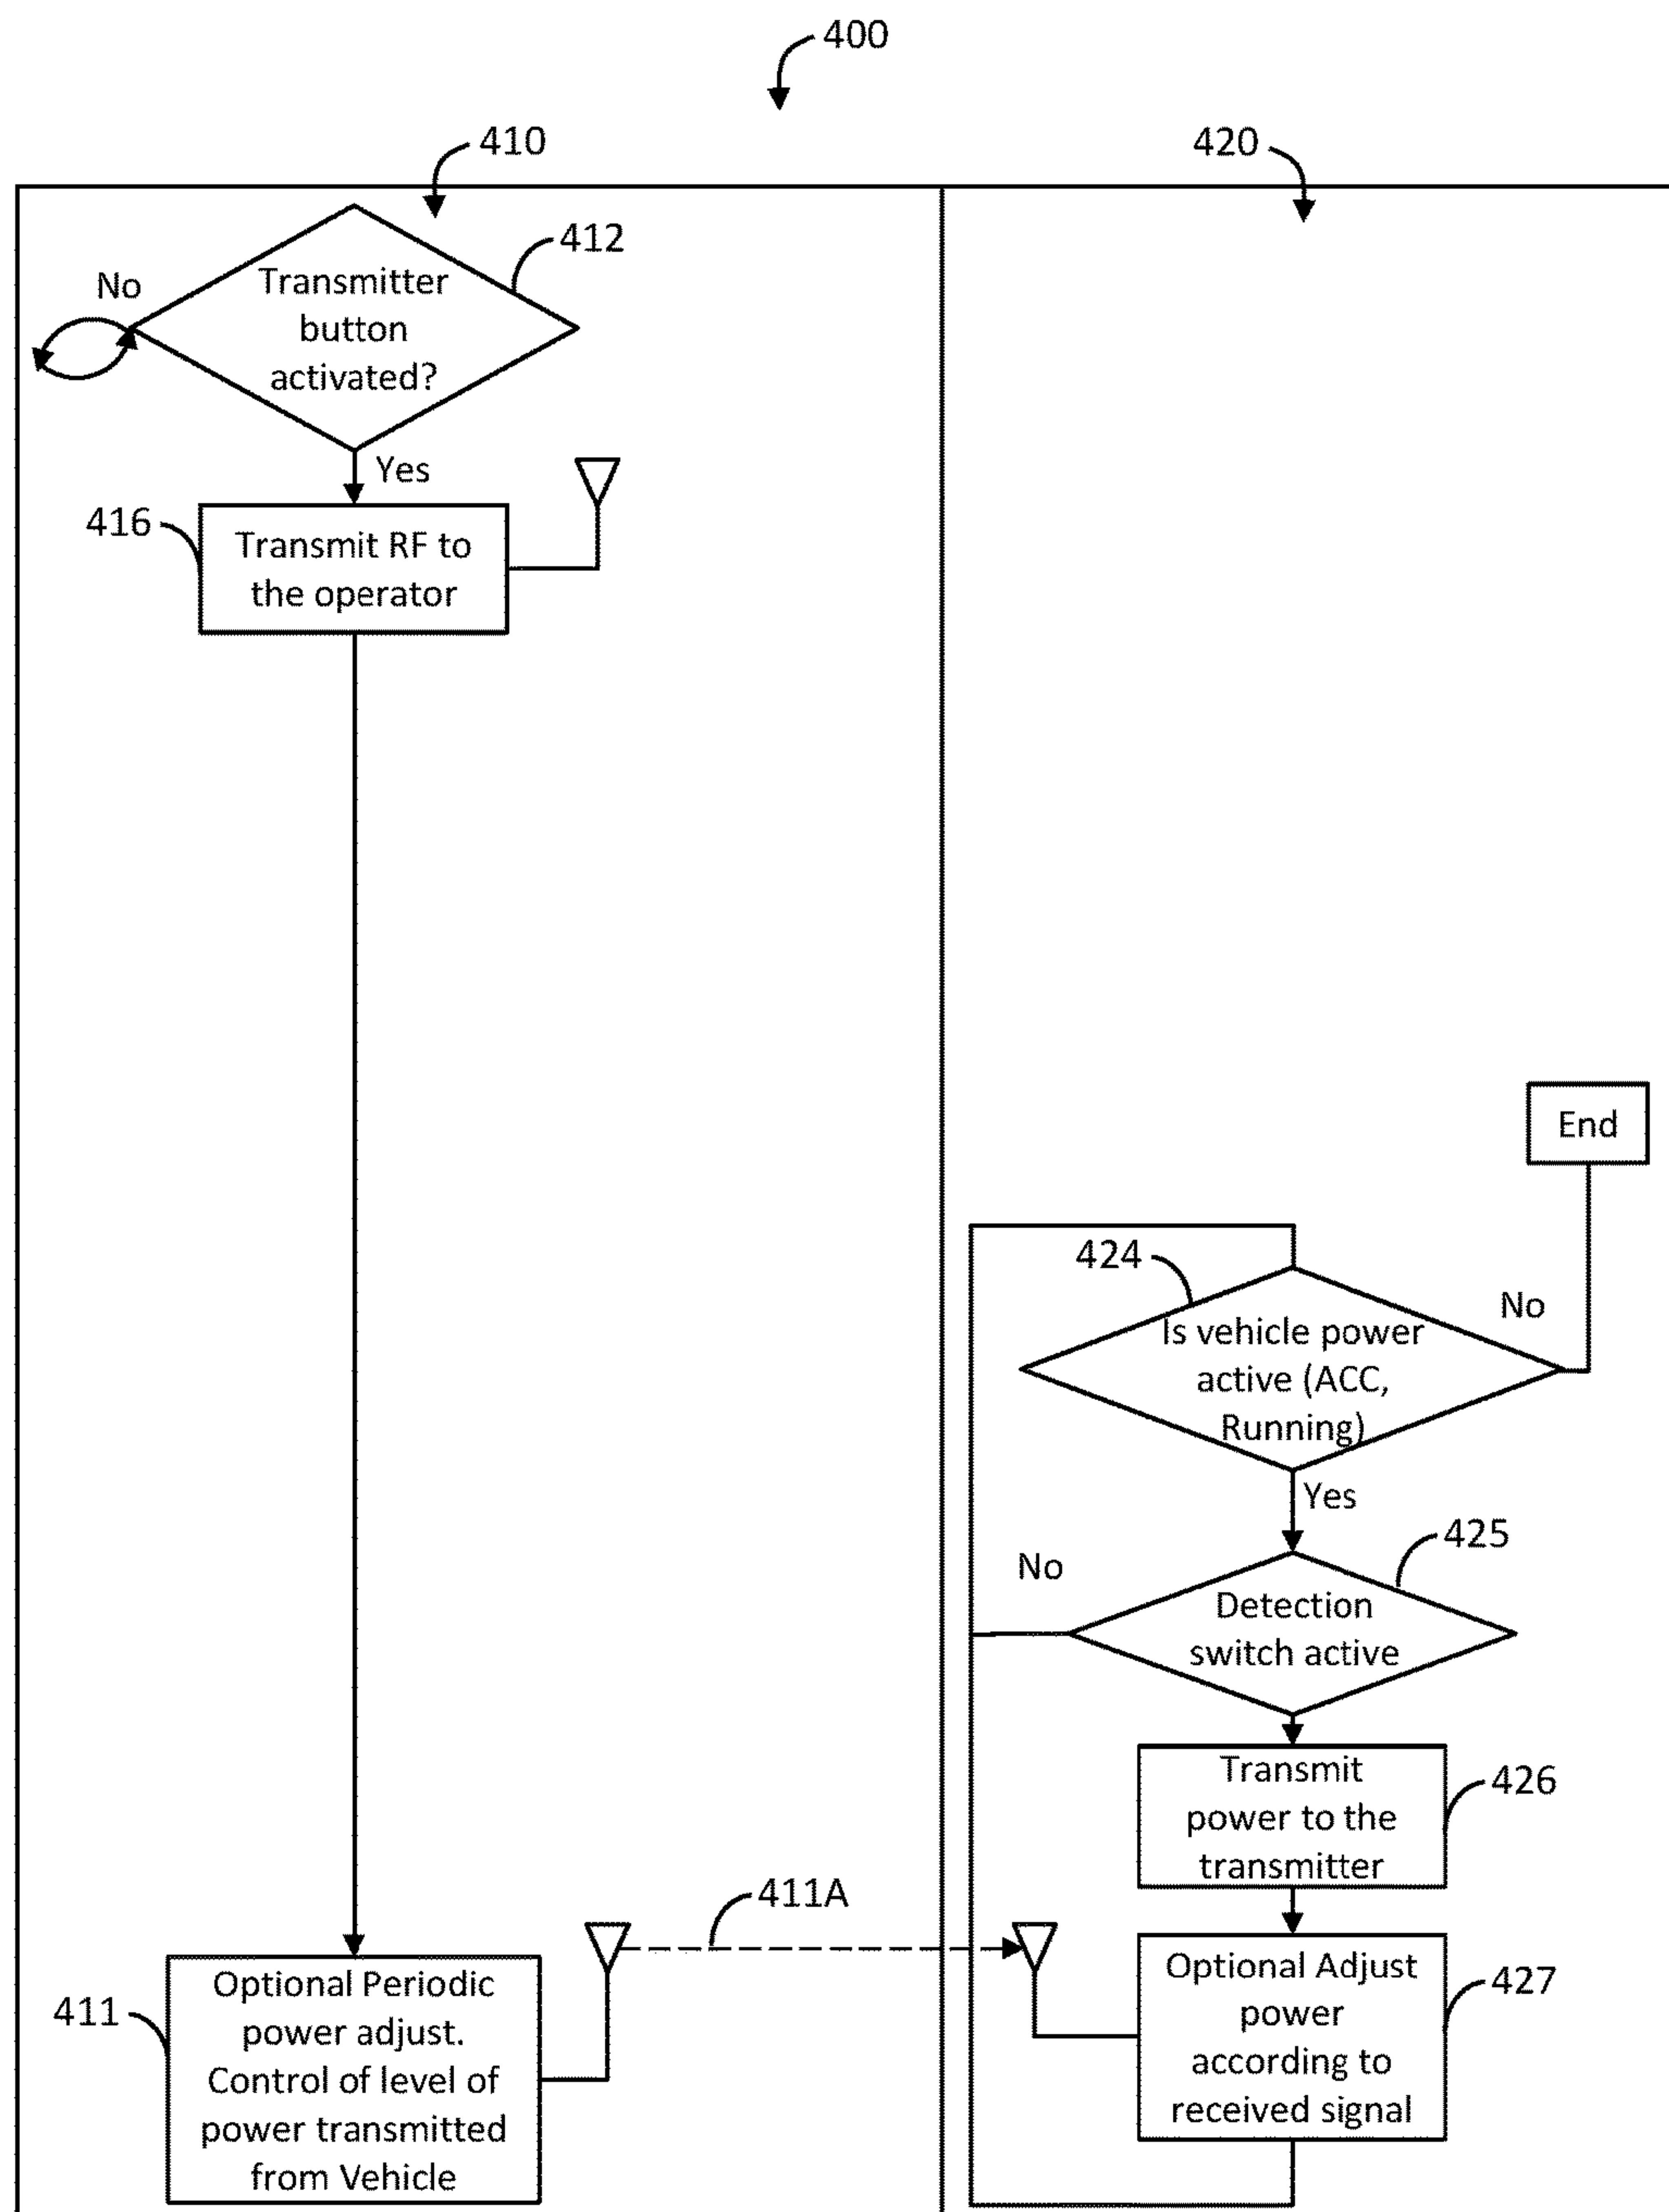 400
410
420
412
No
Transmitter
button
activated?
Yes
416
Transmit RF to
the operator
End
424
No
Is vehicle power
active (ACC,
Running)
Yes
425
No
Detection
switch active
Transmit
power to the
transmitter
426
411A
411
Optional Periodic
power adjust.
Control of level of
power transmitted
from Vehicle
Optional Adjust
power
according to
received signal
427